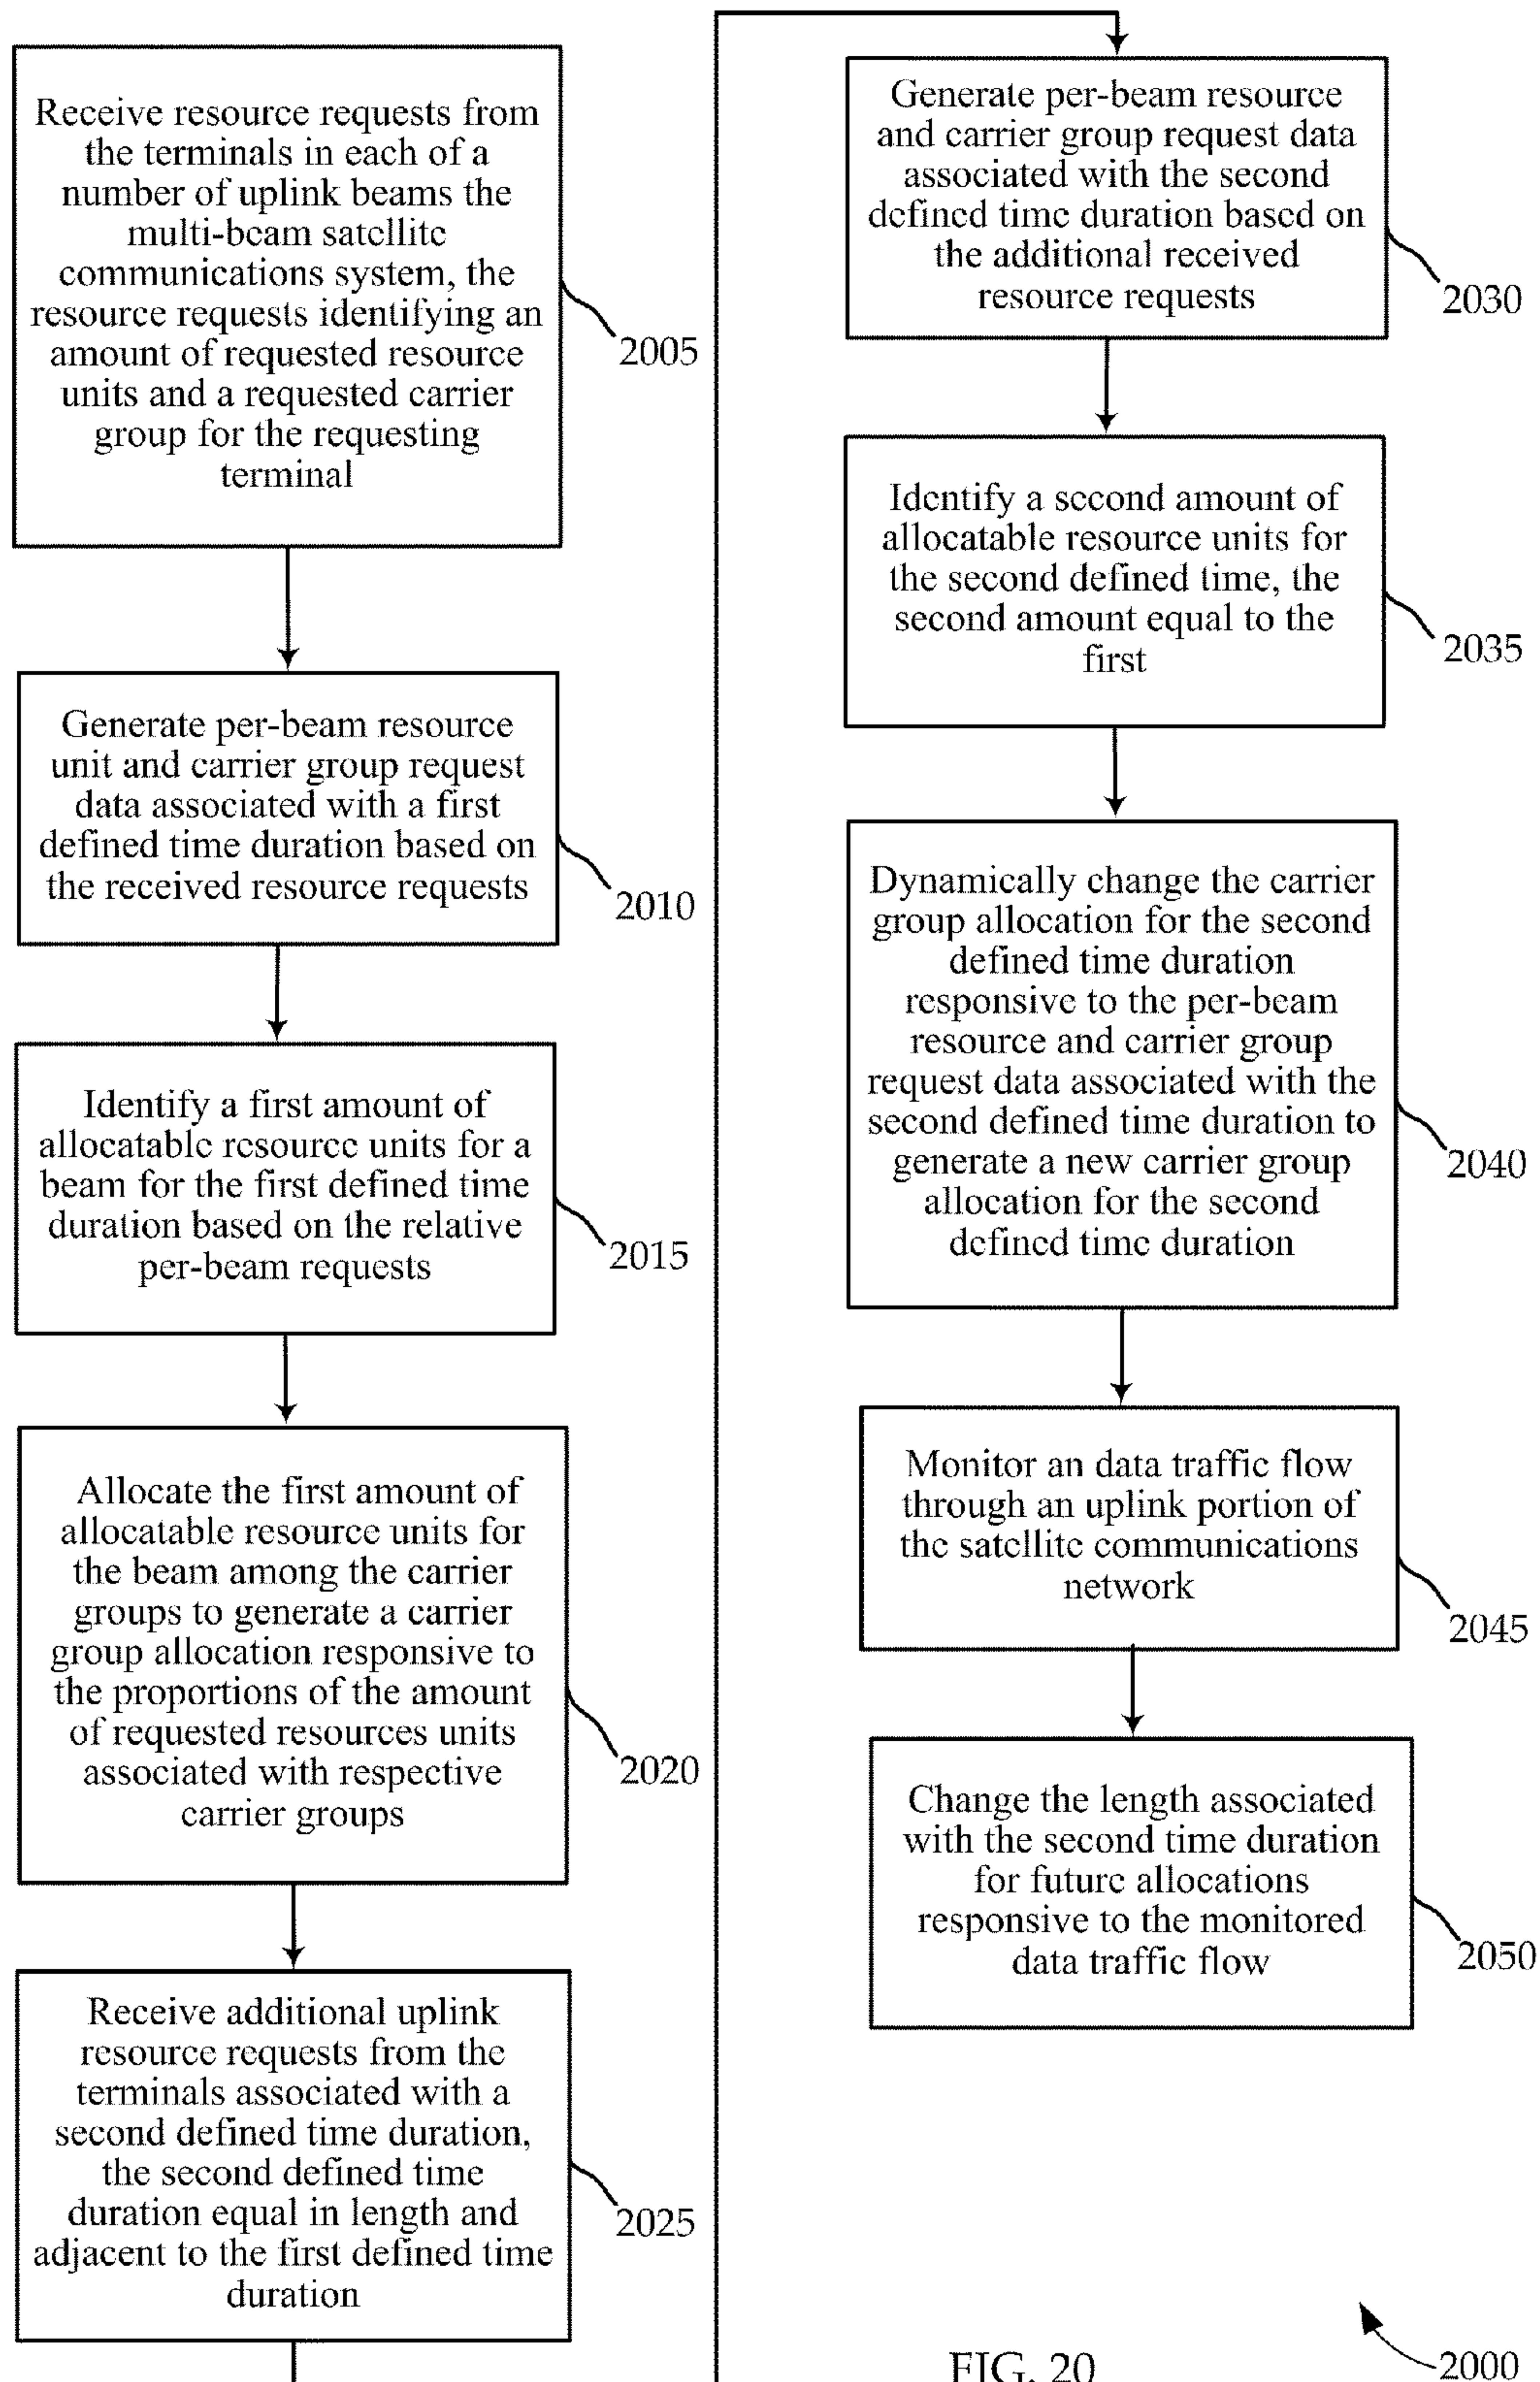 Receive resource requests from
the terminals in each of a
number of uplink beams the
multi-beam satellite
communications system, the
resource requests identifying an
amount of requested resource
units and a requested carrier
group for the requesting
terminal
2005
Generate per-beam resource
unit and carrier group request
data associated with a first
defined time duration based on
the received resource requests
2010
Identify a first amount of
allocatable resource units for a
beam for the first defined time
duration based on the relative
per-beam requests
2015
Allocate the first amount of
allocatable resource units for
the beam among the carrier
groups to generate a carrier
group allocation responsive to
the proportions of the amount
of requested resources units
associated with respective
carrier groups
2020
Receive additional uplink
resource requests from the
terminals associated with a
second defined time duration,
the second defined time
duration equal in length and
adjacent to the first defined time
duration
2025
Generate per-beam resource
and carrier group request data
associated with the second
defined time duration based on
the additional received
resource requests
2030
Identify a second amount of
allocatable resource units for
the second defined time, the
second amount equal to the
first
2035
Dynamically change the carrier
group allocation for the second
defined time duration
responsive to the per-beam
resource and carrier group
request data associated with the
second defined time duration to
generate a new carrier group
allocation for the second
defined time duration
2040
Monitor an data traffic flow
through an uplink portion of
the satellite communications
network
2045
Change the length associated
with the second time duration
for future allocations
responsive to the monitored
data traffic flow
2050
FIG. 20
2000